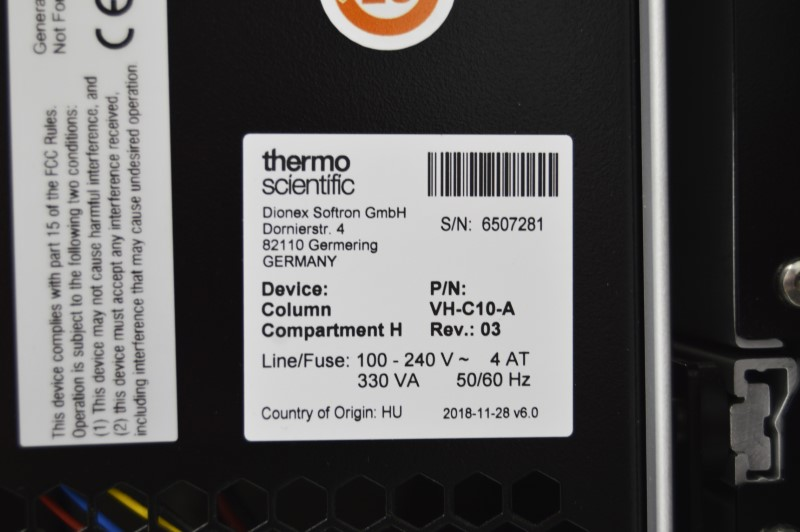 thermo
scientific
Dionex Softron GmbH
Dornierstr. 4
82110 Germering
GERMANY
S/N: 6507281
Device: P/N:
Column VH-C10-A
Compartment H Rev.: 03
Line/Fuse: 100 - 240 V ~ 4 AT
330 VA 50/60 Hz
Country of Origin: HU 2018-11-28 v6.0
This device complies with part 15 of the FCC Rules.
Operation is subject to the following two conditions:
(1) This device may not cause harmful interference, and
(2) this device must accept any interference received,
including interference that may cause undesired operation
Not For
CE